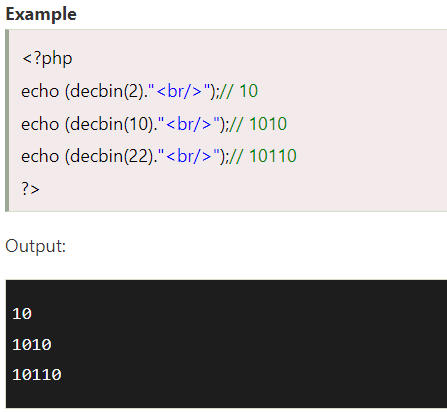 Example
<?php
echo (decbin(2)."<br/>");// 10
echo (decbin(10)."<br/>");// 1010
echo (decbin(22)."<br/>");// 10110
?>
Output:
10
1010
10110